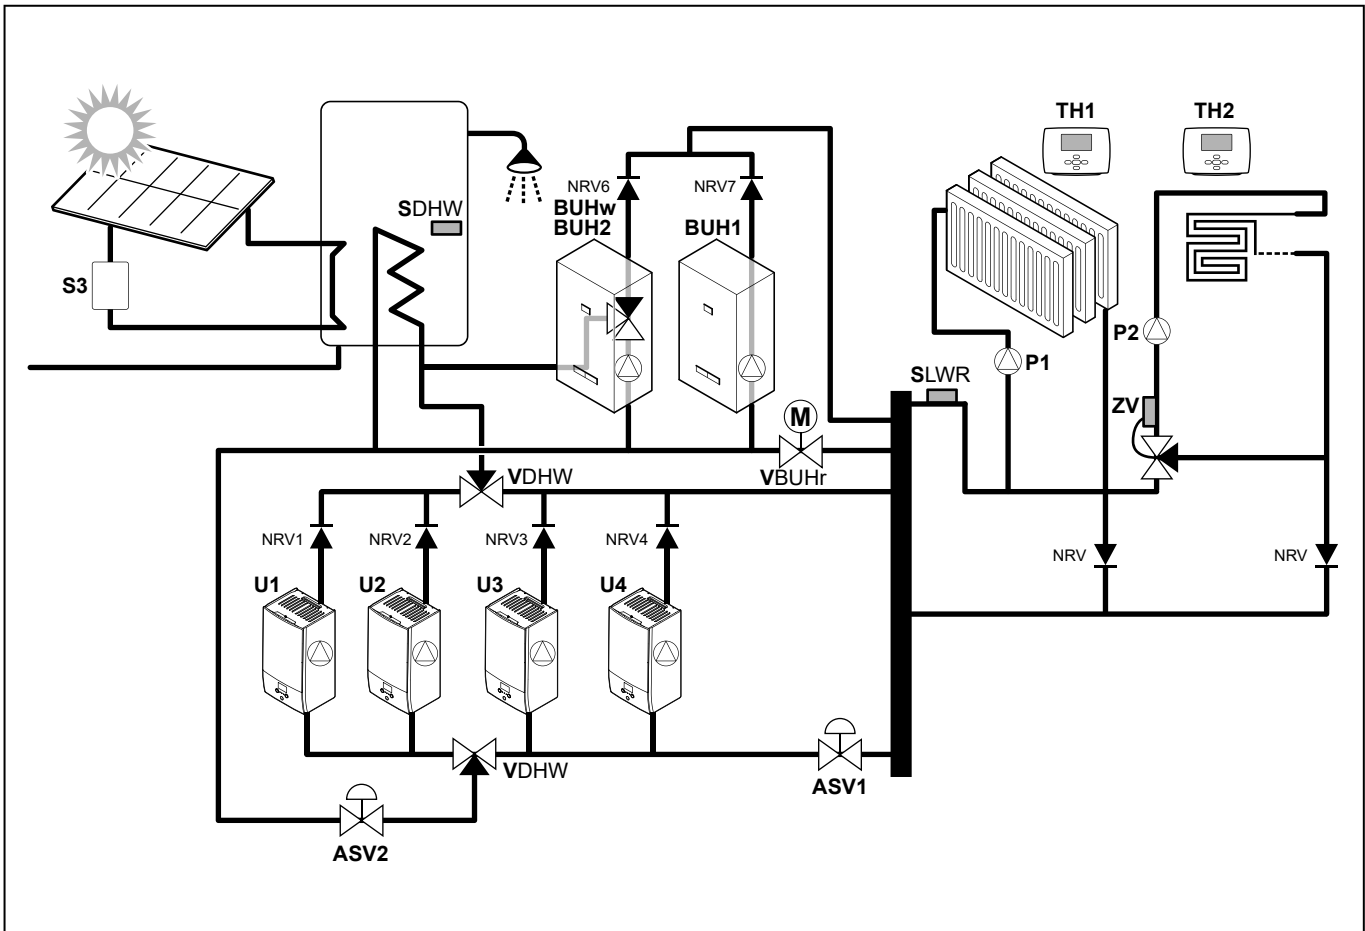 TH1
TH2
NRV6
NRV7
BUHw
BUH2
BUH1
SDHW
S3
P2
P1
SLWR
ZV
M
VDHW
VBUHr
NRV1
NRV2
NRV3
NRV4
NRV
NRV
U1
U2
U3
U4
VDHW
ASV1
ASV2